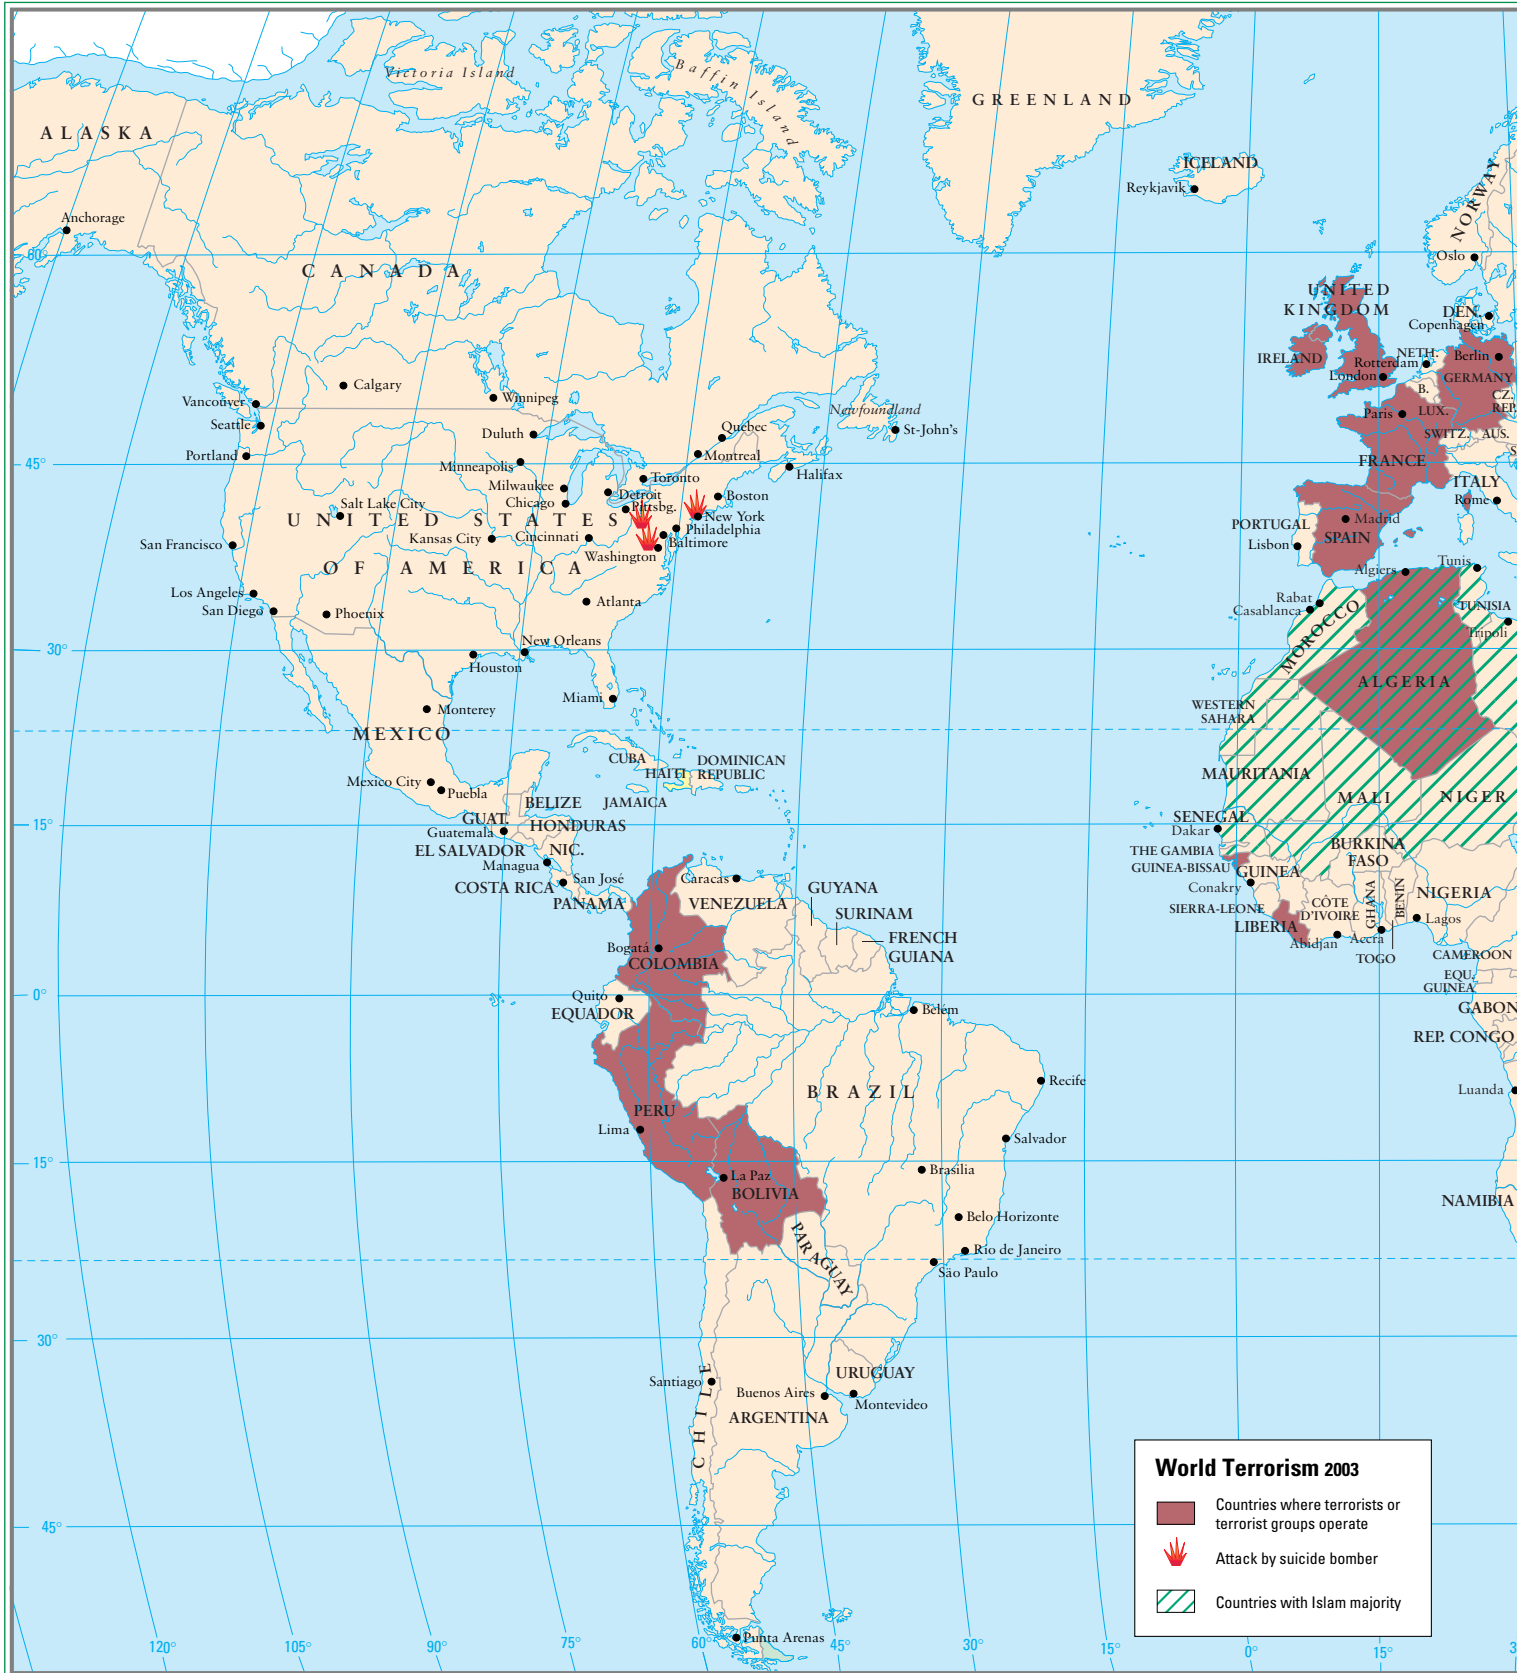 Victoria Island
Baffin Island
GREENLAND
ALASKA
ICELAND
Reykjavik
NORWAY
Anchorage
60°
Oslo
CANADA
UNITED
KINGDOM
DEN.
Copenhagen
IRELAND
NETH.
Rotterdam
Berlin
London
GERMANY
B.
CZ.
REP.
Calgary
Winnipeg
Vancouver
Newfoundland
Paris
LUX.
Seattle
St-John's
Quebec
Duluth
SWITZ.
AUS.
Portland
Montreal
45°
Minneapolis
Halifax
FRANCE
S
Toronto
ITALY
Milwaukee
Detroit
Boston
Rome
Chicago
Salt Lake City
Pittsbg.
New York
UNITED STATES
Madrid
PORTUGAL
Philadelphia
Kansas City
Cincinnati
Baltimore
SPAIN
San Francisco
Washington
Lisbon
OF AMERICA
Algiers
Tunis
Los Angeles
Atlanta
Rabat
San Diego
Phoenix
Casablanca
TUNISIA
MOROCCO
Tripoli
New Orleans
30°
Houston
ALGERIA
Miami
Monterey
WESTERN
SAHARA
MEXICO
CUBA
DOMINICAN
REPUBLIC
HAITI
MAURITANIA
Mexico City
Puebla
JAMAICA
MALI
NIGER
BELIZE
GUAT.
SENEGAL
15°
HONDURAS
Guatemala
Dakar
BURKINA
FASO
EL SALVADOR
NIC.
THE GAMBIA
Managua
GUINEA-BISSAU
GUINEA
San José
Caracas
COSTA RICA
Conakry
GUYANA
PANAMA
VENEZUELA
NIGERIA
GHANA
BENIN
CÔTE
D'IVOIRE
SIERRA-LEONE
SURINAM
Lagos
LIBERIA
FRENCH
GUIANA
Bogatá
Abidjan
Accra
COLOMBIA
TOGO
CAMEROON
EQU.
GUINEA
0°
Quito
EQUADOR
Belém
GABON
REP. CONGO
Recife
BRAZIL
Luanda
PERU
Lima
Salvador
15°
La Paz
Brasilia
BOLIVIA
NAMIBIA
Belo Horizonte
PARAGUAY
Rio de Janeiro
São Paulo
30°
CHILE
Santiago
URUGUAY
Buenos Aires
Montevideo
ARGENTINA
World Terrorism 2003
Countries where terrorists or
terrorist groups operate
45°
Attack by suicide bomber
Countries with Islam majority
Punta Arenas
120°
105°
90°
75°
60°
45°
30°
15°
0°
15°
3